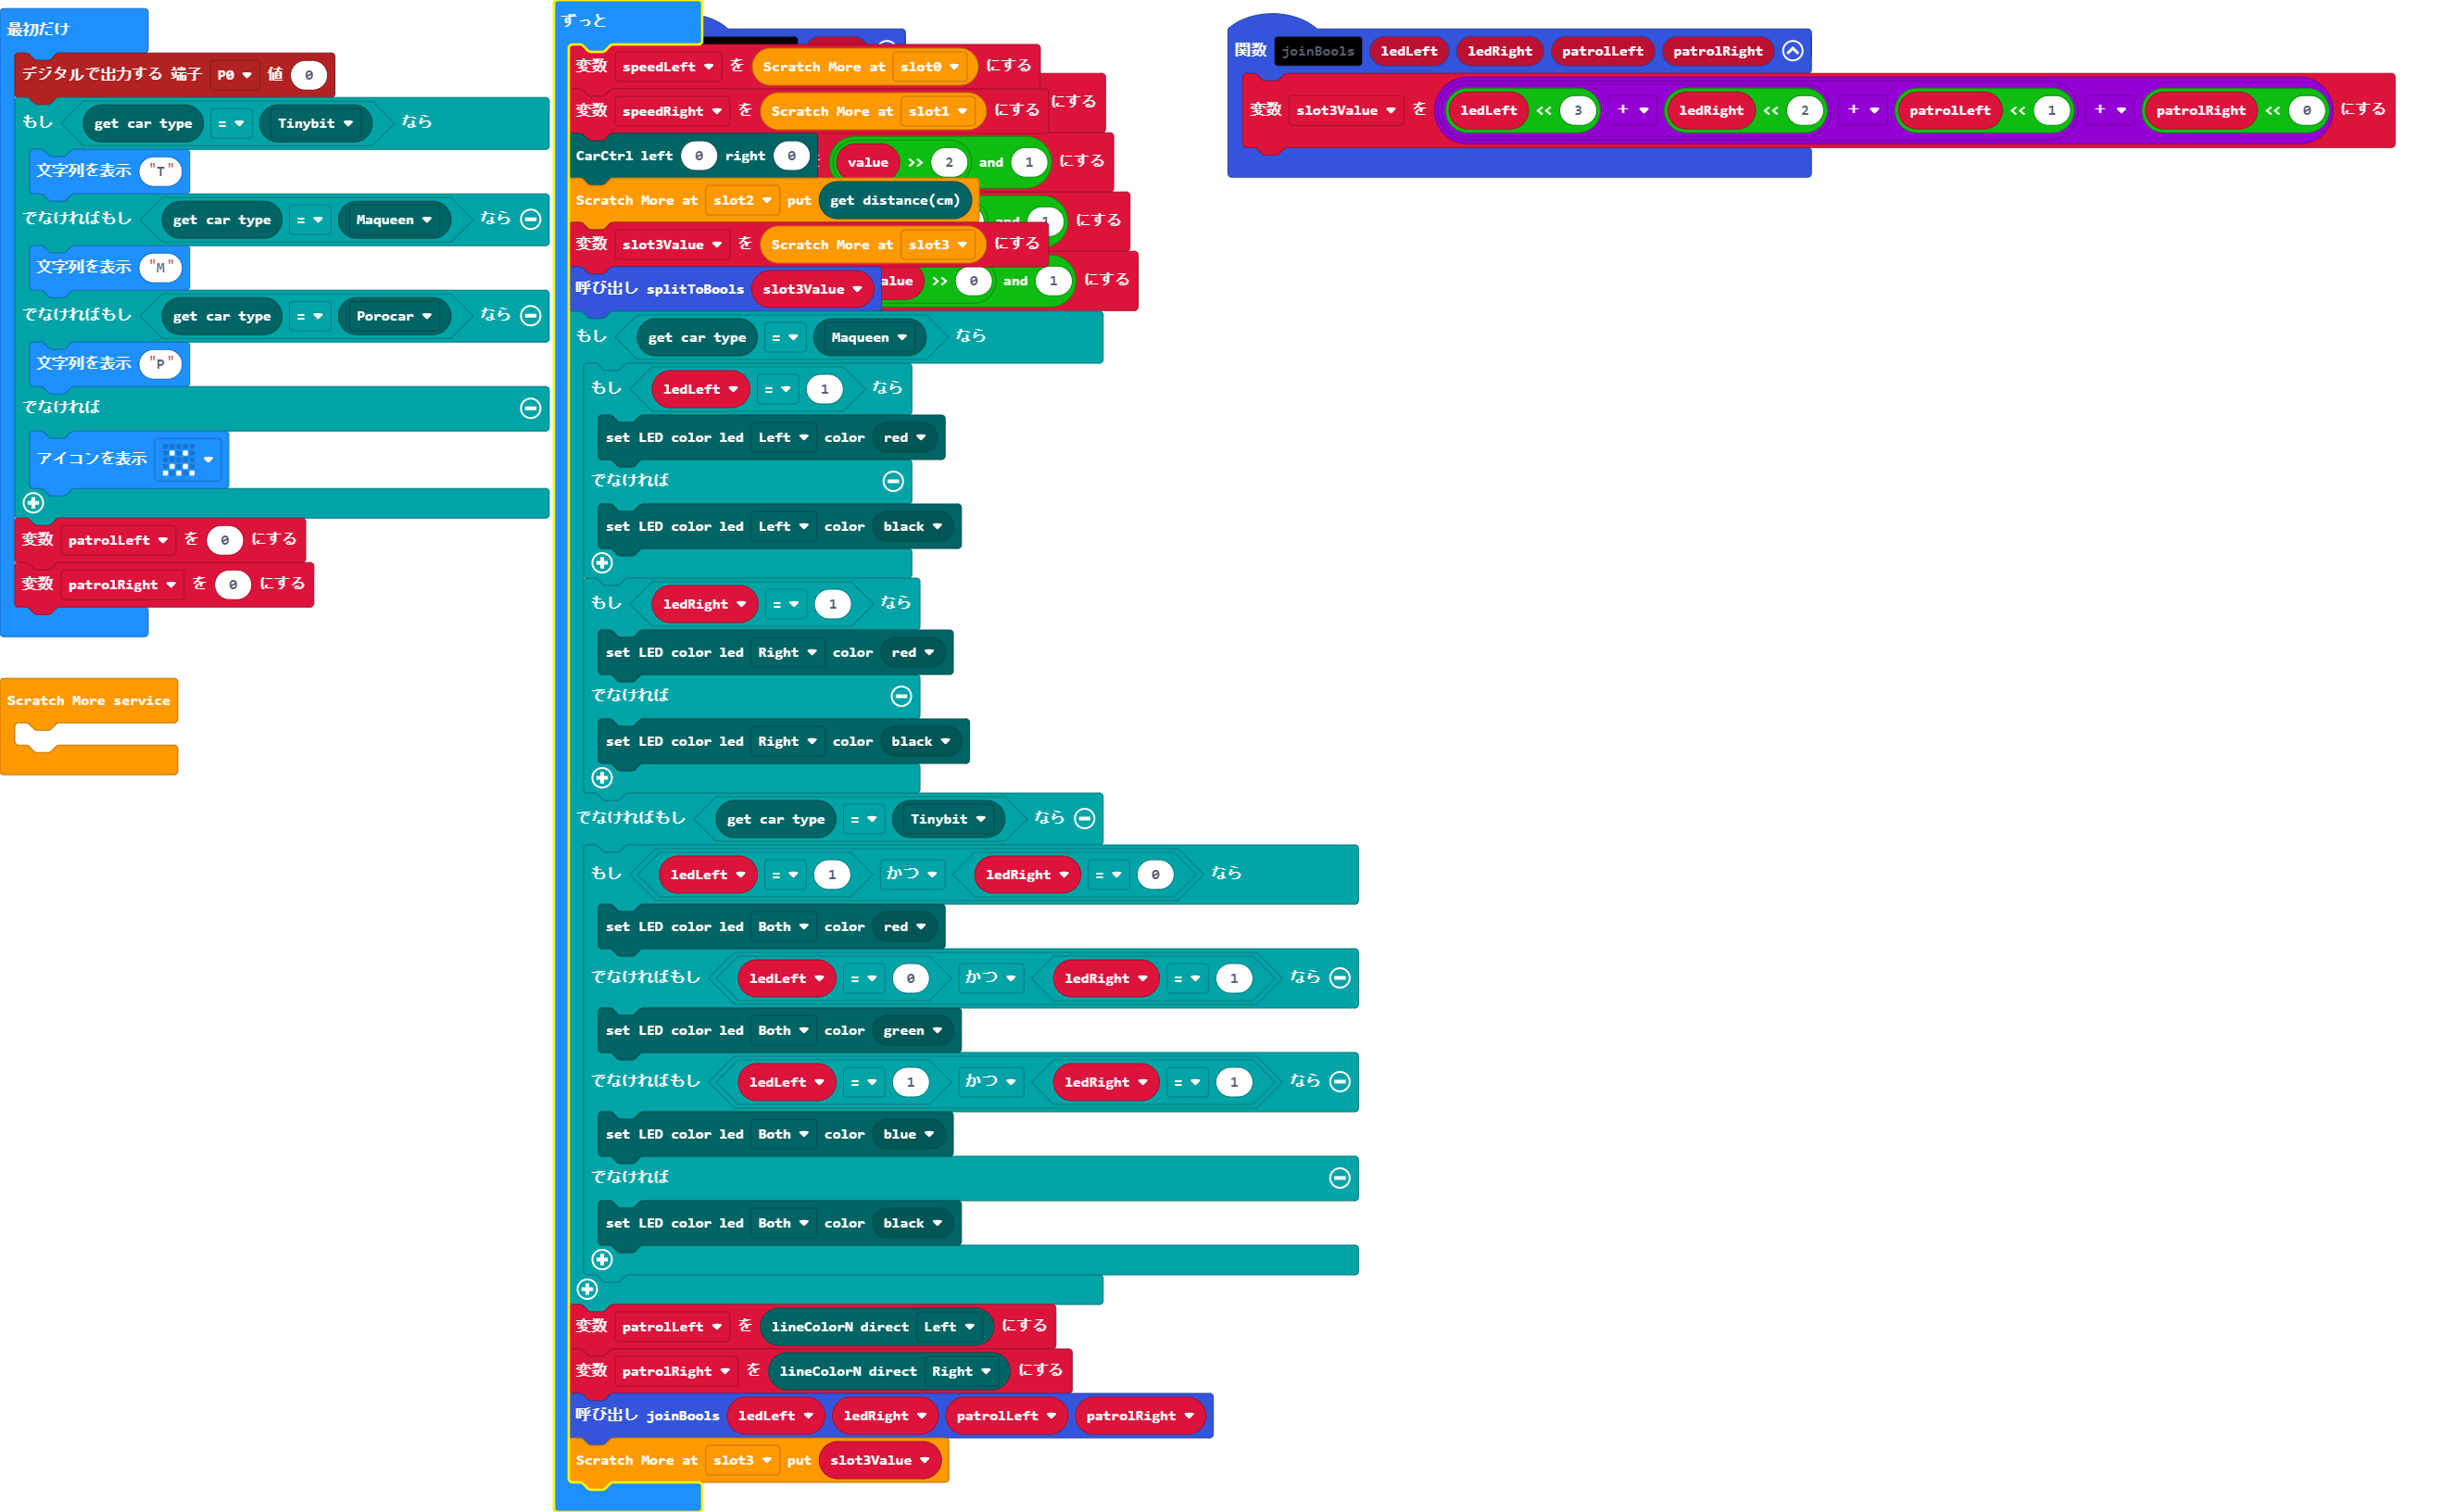 最初だけ
デジタルで出力する 端子 P0 値 0
もし get car type = Tinybit なら
文字列を表示 "T"
でなければもし get car type = Maqueen なら
文字列を表示 "M"
でなければもし get car type = Porocar なら
文字列を表示 "P"
でなければ
アイコンを表示
変数 patrolLeft を 0 にする
変数 patrolRight を 0 にする
Scratch More service
ずっと
変数 speedLeft を Scratch More at slot0 にする
にする
変数 speedRight を Scratch More at slot1 にする
CarCtrl left 0 right 0
value >> 2 and 1 にする
Scratch More at slot2 put get distance(cm)
にする
変数 slot3Value を Scratch More at slot3 にする
呼び出し splitToBools slot3Value
>> 0 and 1 にする
もし get car type = Maqueen なら
もし ledLeft = 1 なら
set LED color led Left color red
でなければ
set LED color led Left color black
もし ledRight = 1 なら
set LED color led Right color red
でなければ
set LED color led Right color black
でなければもし get car type = Tinybit なら
もし ledLeft = 1 かつ ledRight = 0 なら
set LED color led Both color red
でなければもし ledLeft = 0 かつ ledRight = 1 なら
set LED color led Both color green
でなければもし ledLeft = 1 かつ ledRight = 1 なら
set LED color led Both color blue
でなければ
set LED color led Both color black
変数 patrolLeft を lineColorN direct Left にする
変数 patrolRight を lineColorN direct Right にする
呼び出し joinBools ledLeft ledRight patrolLeft patrolRight
Scratch More at slot3 put slot3Value
関数 joinBools ledLeft ledRight patrolLeft patrolRight
変数 slot3Value を ledLeft << 3 + ledRight << 2 + patrolLeft << 1 + patrolRight << 0 にする